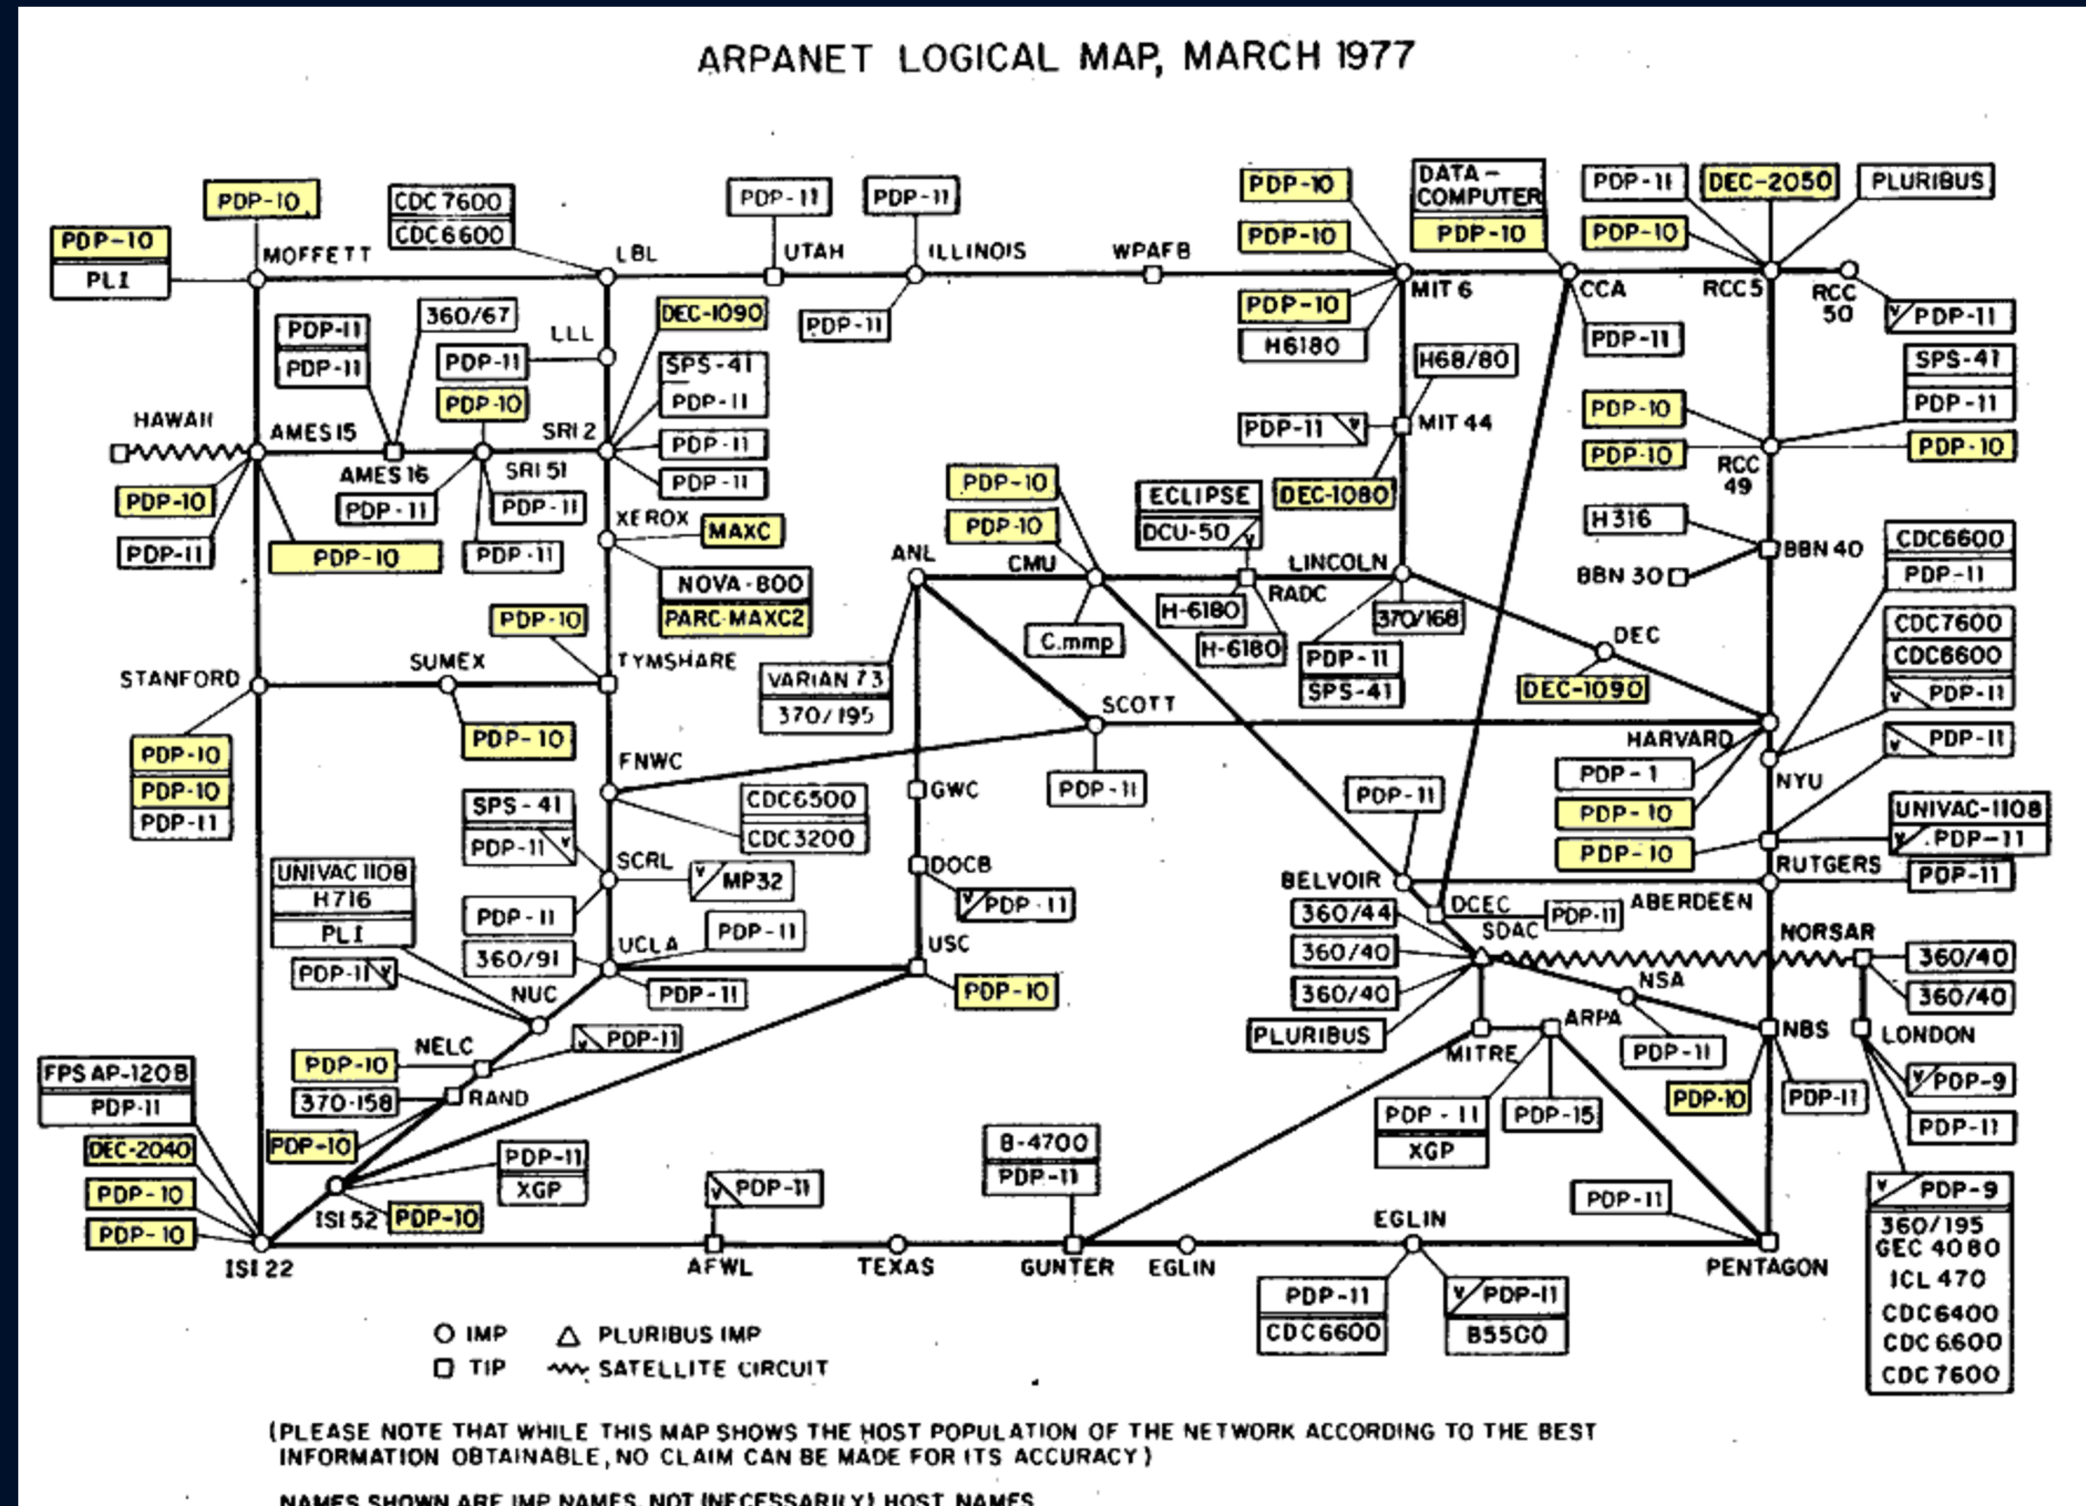 ARPANET LOGICAL MAP, MARCH 1977
PDP-10
PDP-10
PLI
MOFFETT
CDC 7600
CDC6600
LBL
PDP-11
UTAH
PDP-11
ILLINOIS
PDP-11
WPAFB
PDP-10
PDP-10
PDP-10
H6180
MIT 6
DATA-
COMPUTER
PDP-10
CCA
PDP-11
PDP-11
DEC-2050
PLURIBUS
PDP-10
RCC5
RCC
50
PDP-11
HAWAII
AMES15
PDP-10
PDP-11
PDP-10
PDP-11
PDP-11
360/67
AMES16
PDP-11
PDP-10
SRI 51
PDP-11
PDP-11
PDP-11
LLL
SRI 2
DEC-1090
SPS-41
PDP-11
PDP-11
PDP-11
XEROX
MAXC
NOVA-800
PARC-MAXC2
H68/80
PDP-11
V
MIT 44
DEC-1080
PDP-10
PDP-10
RCC
49
SPS-41
PDP-11
PDP-10
H316
BBN 40
BBN 30
CDC6600
PDP-11
CDC7600
CDC6600
V
PDP-11
V
PDP-11
ANL
VARIAN 73
370/195
PDP-10
PDP-10
CMU
C.mmp
ECLIPSE
DCU-50
V
RADC
H-6180
H-6180
LINCOLN
370/168
PDP-11
SPS-41
DEC
DEC-1090
STANFORD
PDP-10
PDP-10
PDP-11
SUMEX
PDP-10
PDP-10
TYMSHARE
FNWC
CDC6500
CDC3200
SCOTT
PDP-11
HARVARD
PDP-1
PDP-10
NYU
PDP-10
RUTGERS
UNIVAC-1108
V
PDP-11
SPS-41
PDP-11
V
SCRL
V
MP32
PDP-11
GWC
DOCB
V
PDP-11
PDP-11
BELVOIR
ABERDEEN
PDP-11
UNIVAC 1108
H716
PLI
PDP-11
V
NUC
360/91
UCLA
PDP-11
PDP-11
USC
PDP-10
360/44
360/40
360/40
PLURIBUS
DCEC
PDP-11
SDAC
NORSAR
360/40
360/40
NSA
PDP-11
NELC
PDP-10
V
PDP-11
370-158
RAND
PDP-10
MITRE
ARPA
PDP-11
XGP
PDP-15
NBS
PDP-10
PDP-11
LONDON
V
PDP-9
PDP-11
V
PDP-9
360/195
GEC 4080
ICL 470
CDC6400
CDC6600
CDC7600
FPS AP-120B
PDP-11
DEC-2040
PDP-10
PDP-10
ISI 22
ISI 52
PDP-11
XGP
PDP-10
V
PDP-11
AFWL
TEXAS
B-4700
PDP-11
GUNTER
EGLIN
EGLIN
PDP-11
CDC6600
V
PDP-11
B5500
PDP-11
PENTAGON
IMP
PLURIBUS IMP
TIP
SATELLITE CIRCUIT
(PLEASE NOTE THAT WHILE THIS MAP SHOWS THE HOST POPULATION OF THE NETWORK ACCORDING TO THE BEST
INFORMATION OBTAINABLE, NO CLAIM CAN BE MADE FOR ITS ACCURACY)
NAMES SHOWN ARE IMP NAMES, NOT (NECESSARILY) HOST NAMES